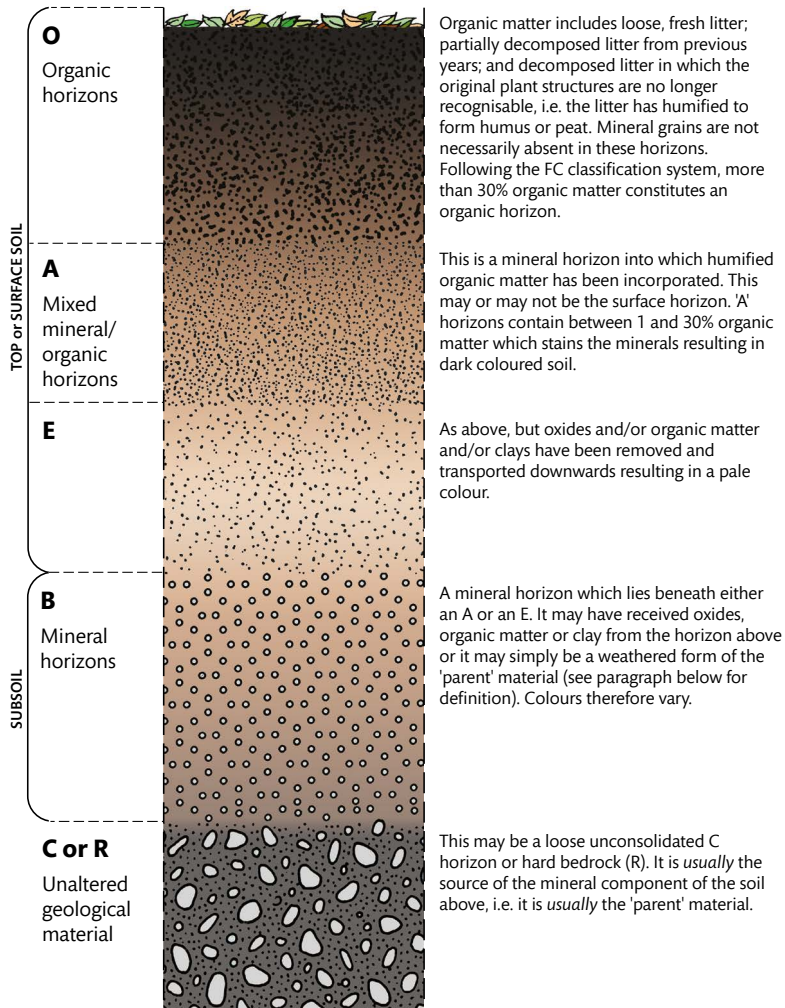 TOP or SURFACE SOIL
O
Organic
horizons
Organic matter includes loose, fresh litter;
partially decomposed litter from previous
years; and decomposed litter in which the
original plant structures are no longer
recognisable, i.e. the litter has humified to
form humus or peat. Mineral grains are not
necessarily absent in these horizons.
Following the FC classification system, more
than 30% organic matter constitutes an
organic horizon.
A
Mixed
mineral/
organic
horizons
This is a mineral horizon into which humified
organic matter has been incorporated. This
may or may not be the surface horizon. 'A'
horizons contain between 1 and 30% organic
matter which stains the minerals resulting in
dark coloured soil.
E
As above, but oxides and/or organic matter
and/or clays have been removed and
transported downwards resulting in a pale
colour.
SUBSOIL
B
Mineral
horizons
A mineral horizon which lies beneath either
an A or an E. It may have received oxides,
organic matter or clay from the horizon above
or it may simply be a weathered form of the
'parent' material (see paragraph below for
definition). Colours therefore vary.
C or R
Unaltered
geological
material
This may be a loose unconsolidated C
horizon or hard bedrock (R). It is usually the
source of the mineral component of the soil
above, i.e. it is usually the 'parent' material.